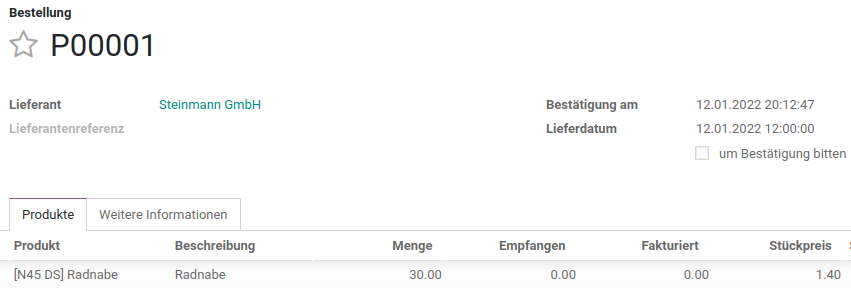 Bestellung
P00001
Lieferant Steinmann GmbH Bestätigung am 12.01.2022 20:12:47
Lieferantenreferenz Lieferdatum 12.01.2022 12:00:00
um Bestätigung bitten
Produkte Weitere Informationen
Produkt Beschreibung Menge Empfangen Fakturiert Stückpreis
[N45 DS] Radnabe Radnabe 30.00 0.00 0.00 1.40